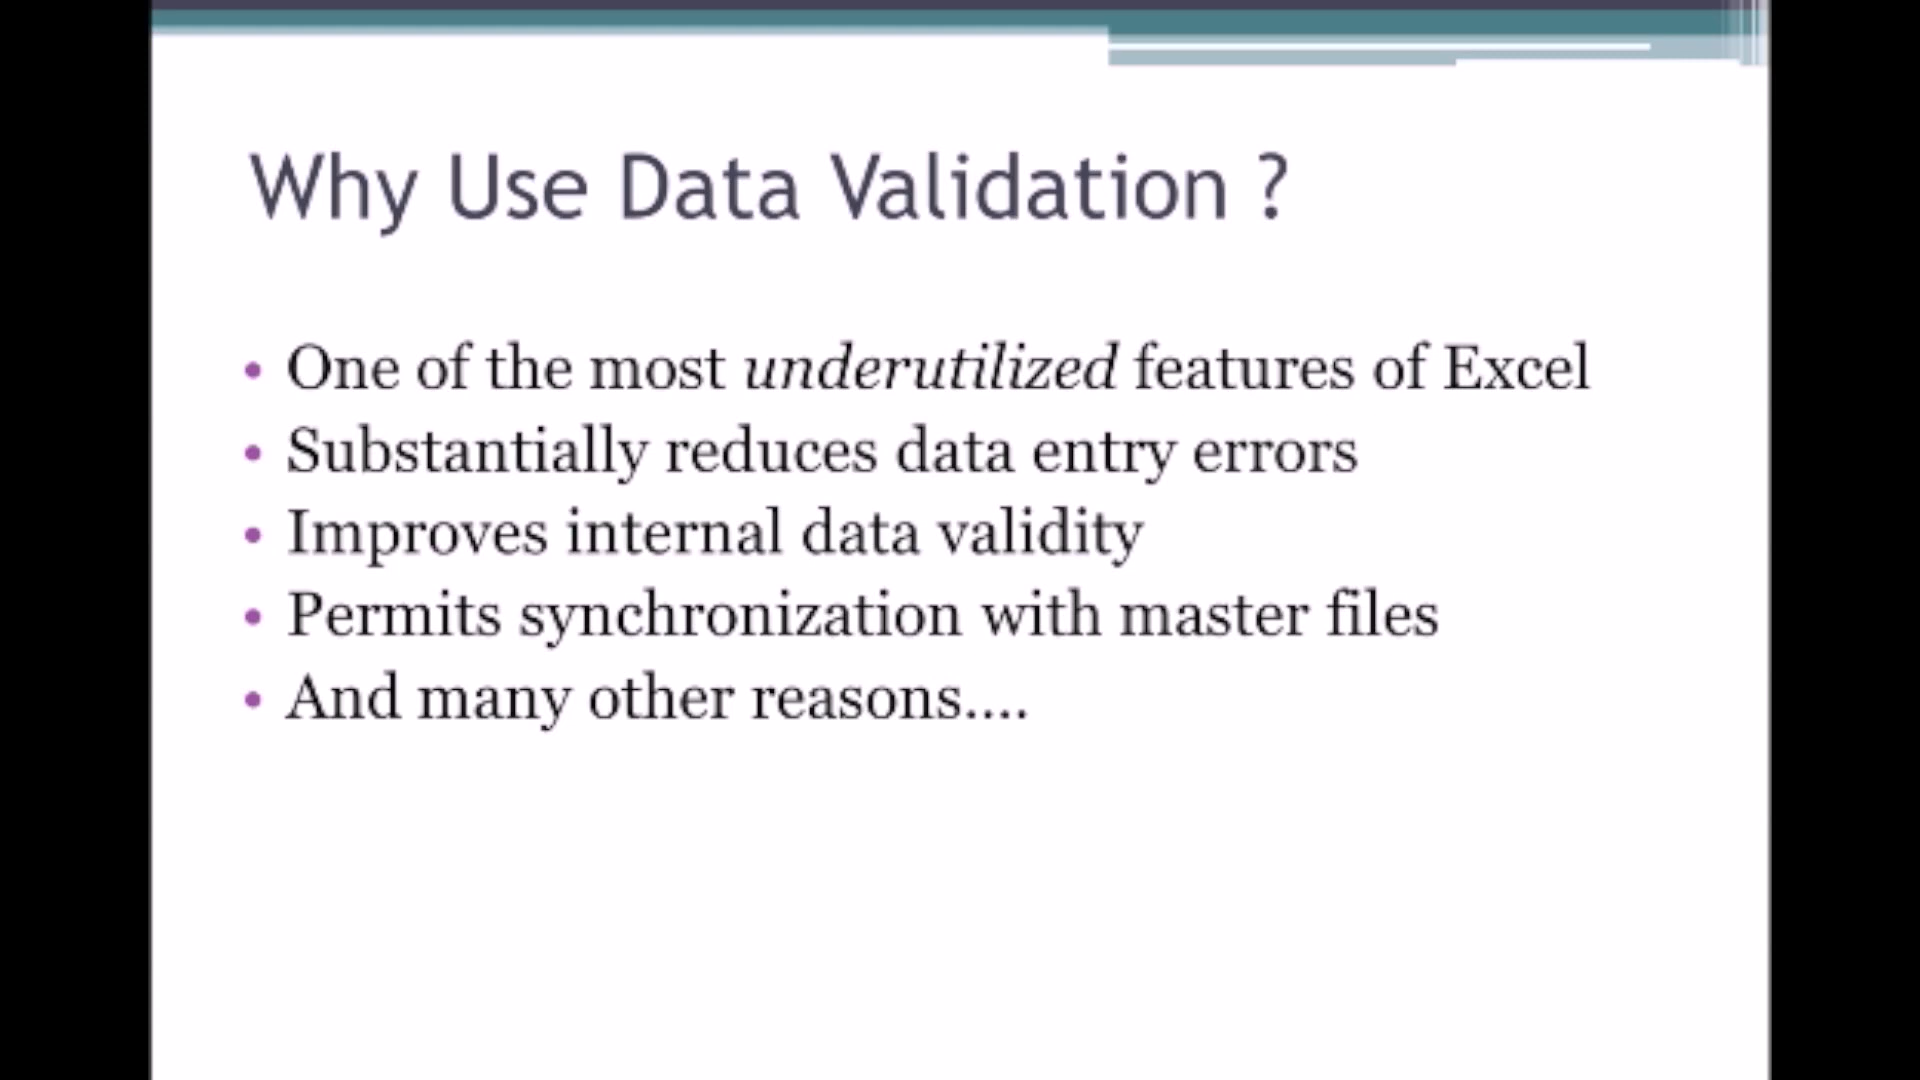 Why Use Data Validation ?
• One of the most underutilized features of Excel
• Substantially reduces data entry errors
• Improves internal data validity
• Permits synchronization with master files
• And many other reasons....